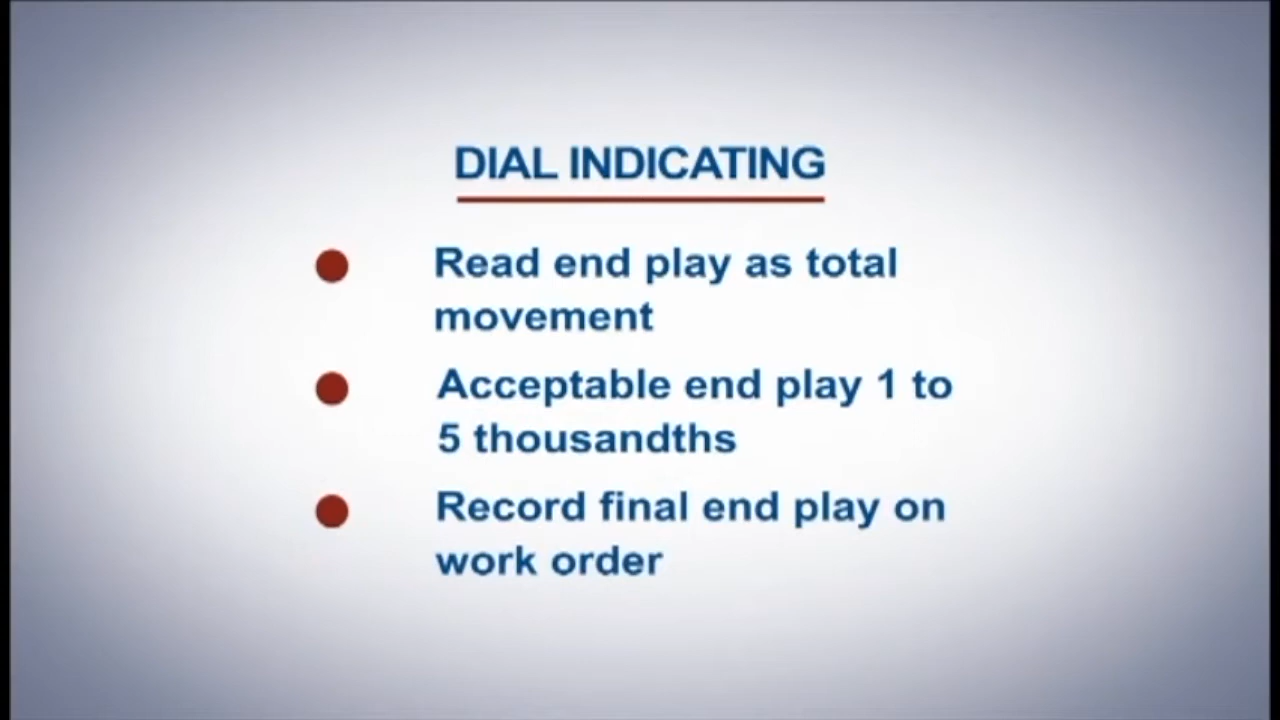 DIAL INDICATING
Read end play as total
movement
Acceptable end play 1 to
5 thousandths
Record final end play on
work order